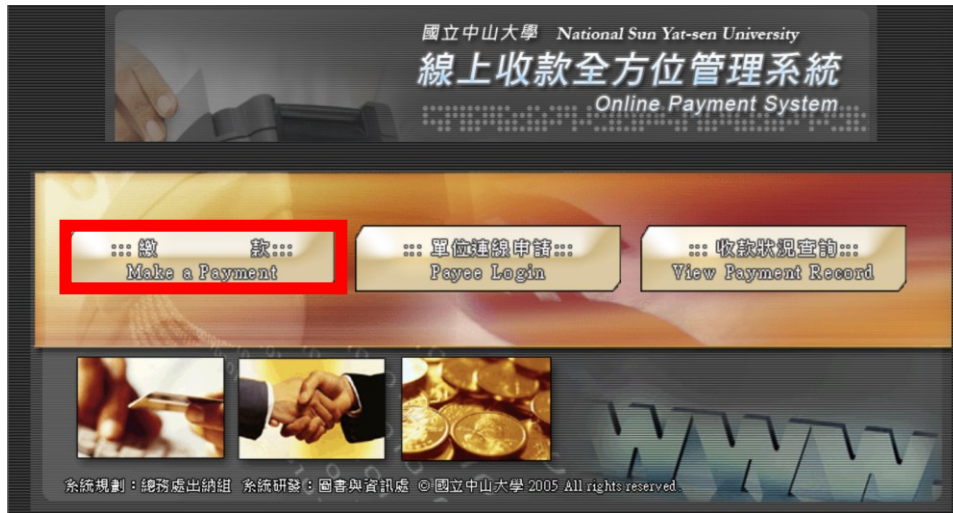 國立中山大學 National Sun Yat-sen University
線上收款全方位管理系統
Online Payment System
::: 繳 款:::
Make a Payment
::: 單位連線申請:::
Payee Login
::: 收款狀況查詢:::
View Payment Record
WWW
系統規劃：總務處出納組 系統研發：圖書與資訊處 © 國立中山大學 2005 All rights reserved.